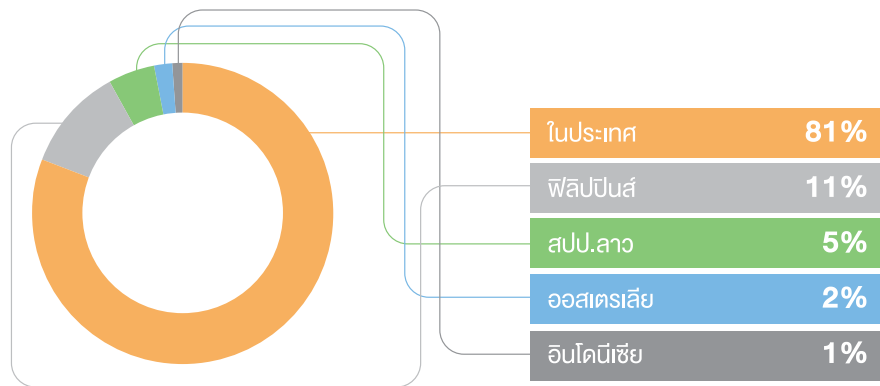 ในประเทศ 81%
ฟิลิปปินส์ 11%
สปป.ลาว 5%
ออสเตรเลีย 2%
อินโดนีเซีย 1%